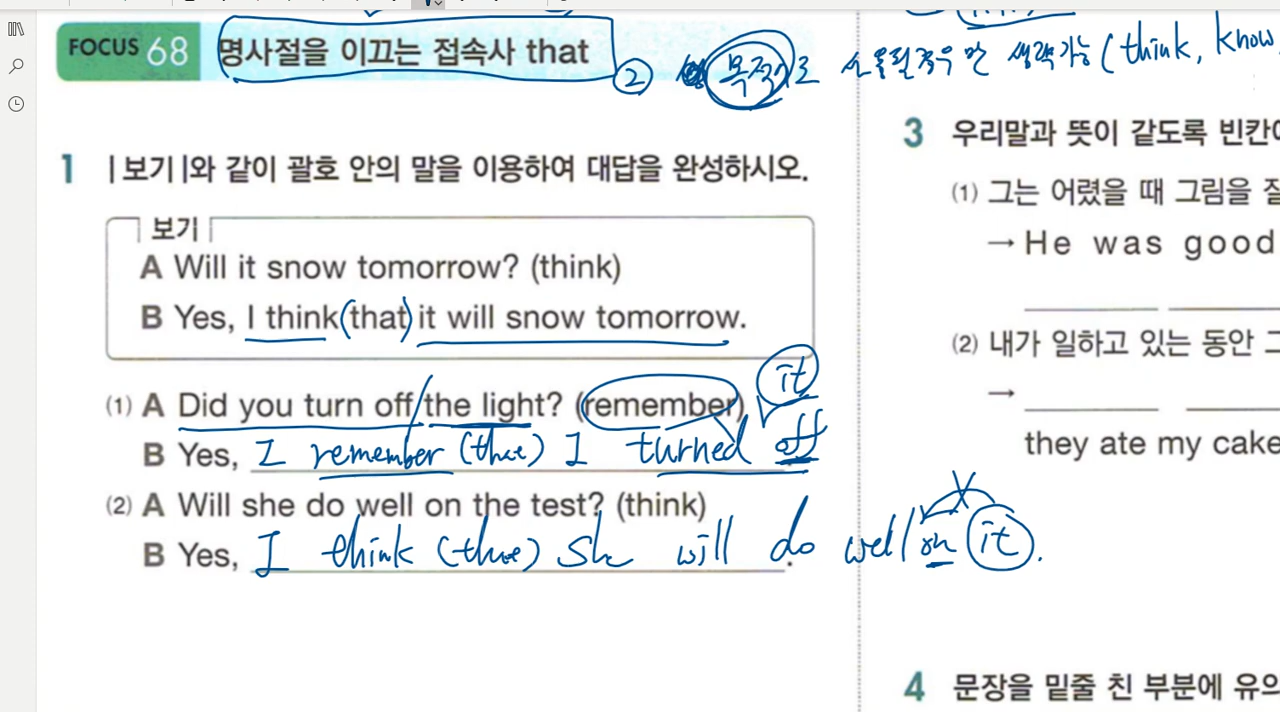 FOCUS 68 명사절을 이끄는 접속사 that
② 목적어로 쓰일 경우만 생략가능 (think, know
1 |보기|와 같이 괄호 안의 말을 이용하여 대답을 완성하시오.
보기
A Will it snow tomorrow? (think)
B Yes, I think (that) it will snow tomorrow.
(1) A Did you turn off / the light? (remember)
it
B Yes, I remember (that) I turned off
(2) A Will she do well on the test? (think)
B Yes, I think (that) she will do well on it.
3 우리말과 뜻이 같도록 빈칸에
(1) 그는 어렸을 때 그림을 잘
→ He was good
(2) 내가 일하고 있는 동안 그
→
they ate my cake
4 문장을 밑줄 친 부분에 유의